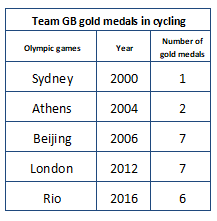 Team GB gold medals in cycling
Olympic games Year Number of
gold medals
Sydney 2000 1
Athens 2004 2
Beijing 2006 7
London 2012 7
Rio 2016 6